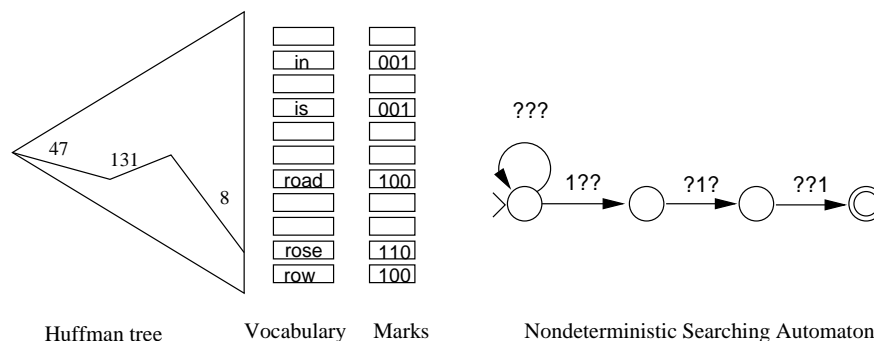 47
131
8
in 001
is 001
road 100
rose 110
row 100
???
1?? ?1? ??1
Huffman tree Vocabulary Marks Nondeterministic Searching Automaton